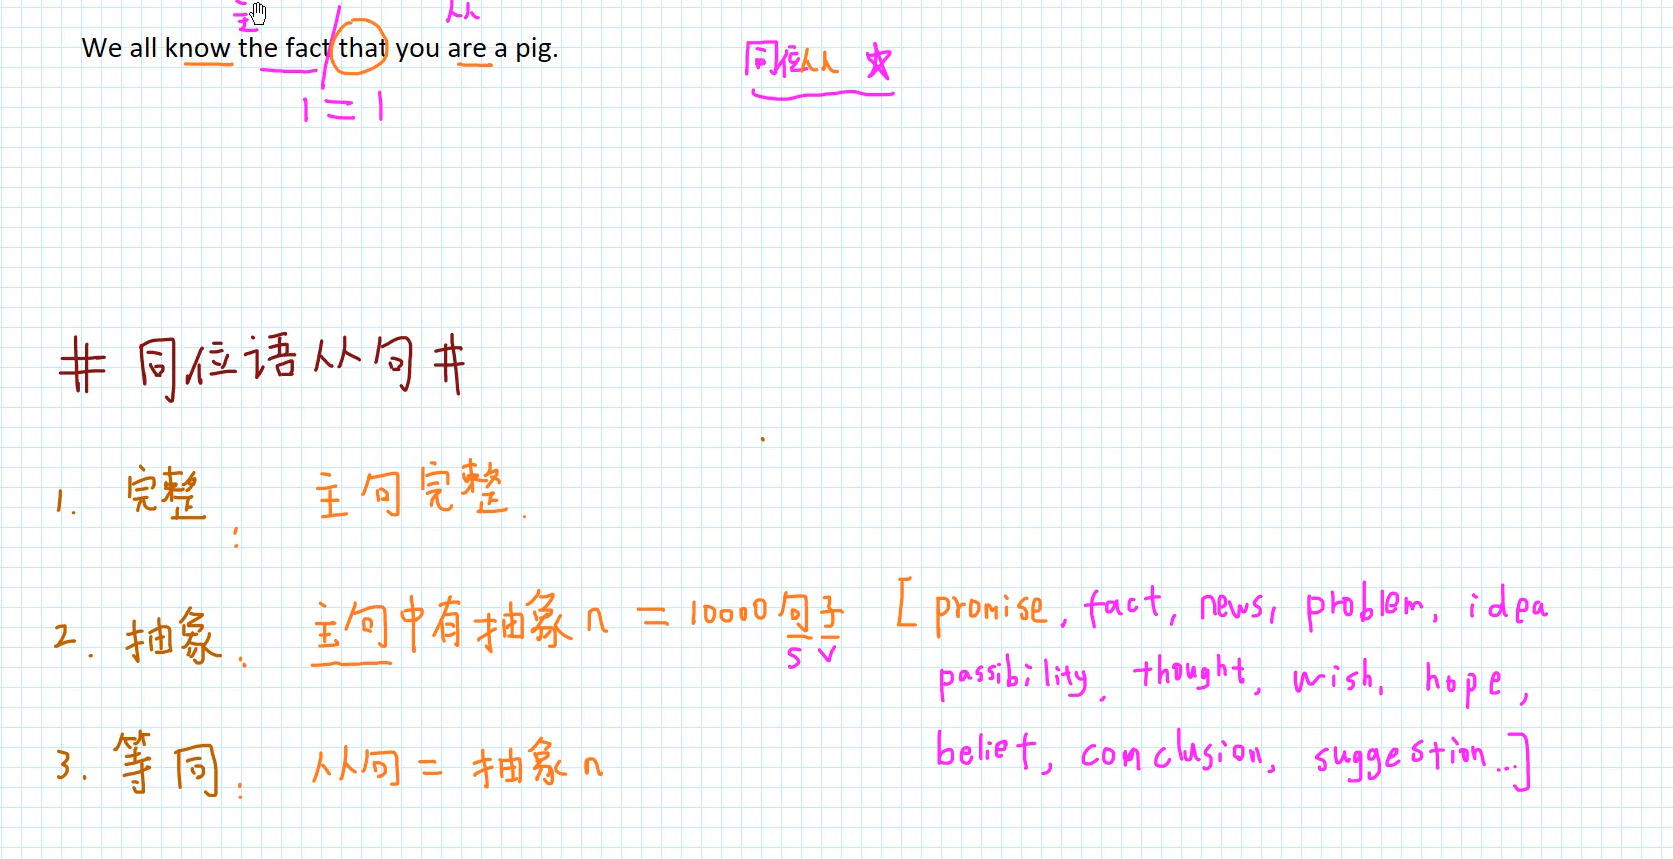 主 从
We all know the fact that you are a pig.
同位从 ☆
1 = 1
# 同位语从句 #
1. 完整: 主句完整.
2. 抽象: 主句中有抽象 n = 10000 句子 [ promise, fact, news, problem, idea
S V
passibility, thought, wish, hope,
belief, conclusion, suggestion... ]
3. 等同: 从句 = 抽象 n